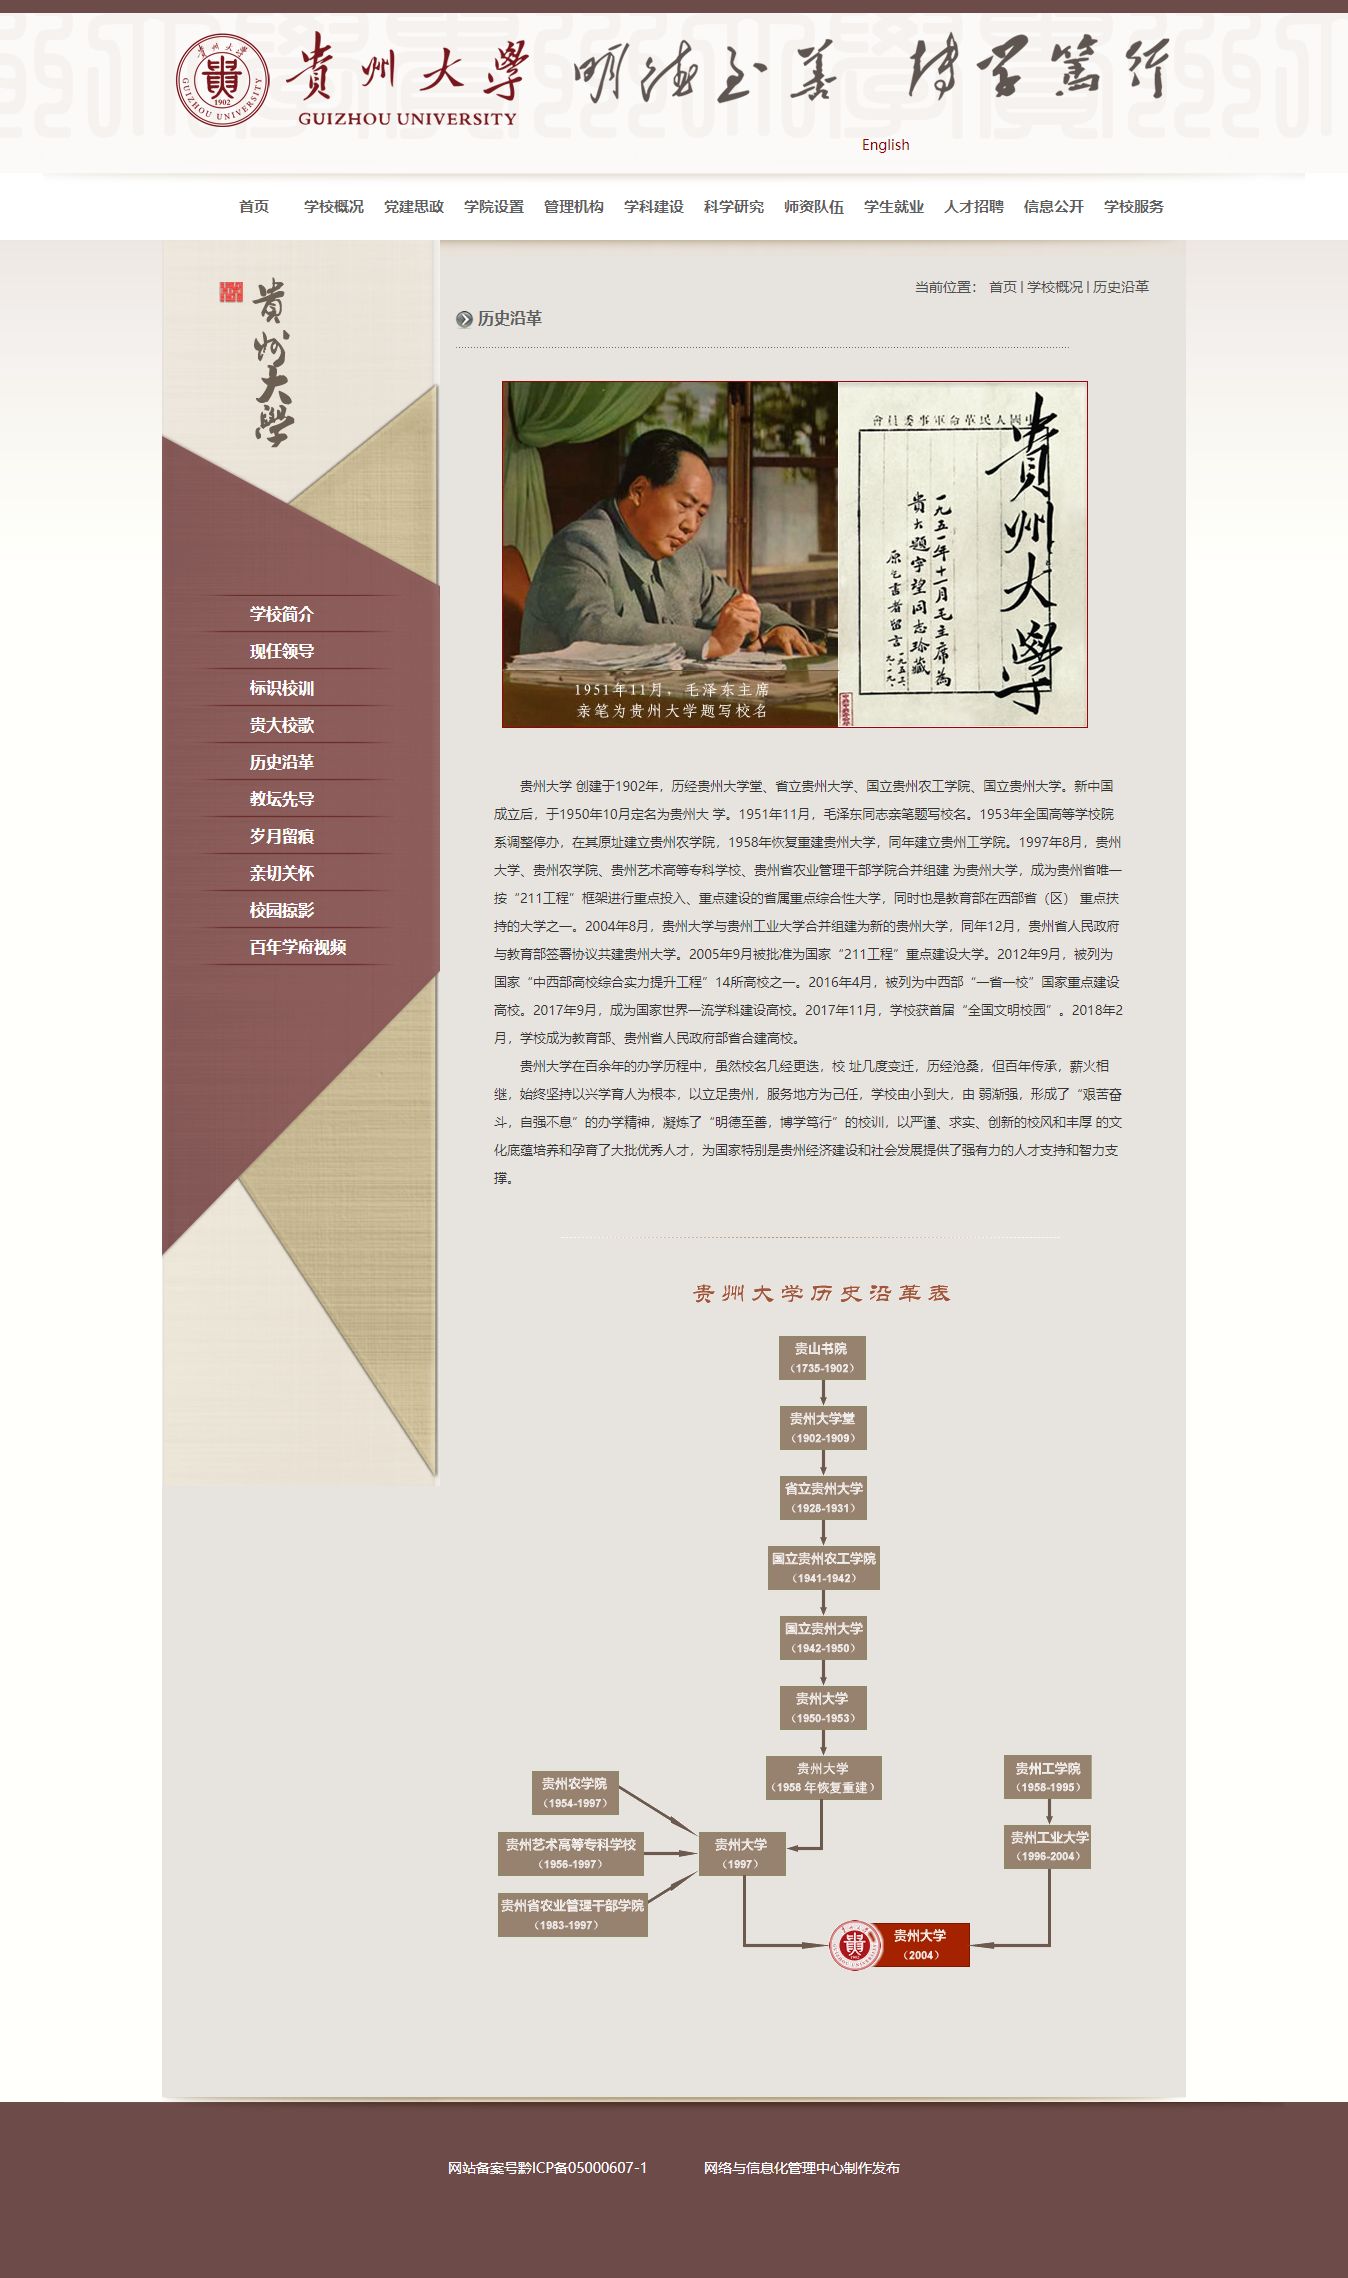 貴州大學
GUIZHOU UNIVERSITY
1902
明德至善 博学篤行
English
首页 学校概况 党建思政 学院设置 管理机构 学科建设 科学研究 师资队伍 学生就业 人才招聘 信息公开 学校服务
貴州大學
当前位置： 首页 | 学校概况 | 历史沿革
历史沿革
学校简介
现任领导
标识校训
贵大校歌
历史沿革
教坛先导
岁月留痕
亲切关怀
校园掠影
百年学府视频
1951年11月，毛泽东主席
亲笔为贵州大学题写校名
中國人民革命軍事委員會
貴州大學
一九五一年十一月毛主席為
贵大题字望同志珍藏
贵州大学 创建于1902年，历经贵州大学堂、省立贵州大学、国立贵州农工学院、国立贵州大学。新中国
成立后，于1950年10月定名为贵州大 学。1951年11月，毛泽东同志亲笔题写校名。1953年全国高等学校院
系调整停办，在其原址建立贵州农学院，1958年恢复重建贵州大学，同年建立贵州工学院。1997年8月，贵州
大学、贵州农学院、贵州艺术高等专科学校、贵州省农业管理干部学院合并组建 为贵州大学，成为贵州省唯一
按“211工程”框架进行重点投入、重点建设的省属重点综合性大学，同时也是教育部在西部省（区） 重点扶
持的大学之一。2004年8月，贵州大学与贵州工业大学合并组建为新的贵州大学，同年12月，贵州省人民政府
与教育部签署协议共建贵州大学。2005年9月被批准为国家“211工程”重点建设大学。2012年9月，被列为
国家“中西部高校综合实力提升工程”14所高校之一。2016年4月，被列为中西部“一省一校”国家重点建设
高校。2017年9月，成为国家世界一流学科建设高校。2017年11月，学校获首届“全国文明校园”。2018年2
月，学校成为教育部、贵州省人民政府部省合建高校。
贵州大学在百余年的办学历程中，虽然校名几经更迭，校 址几度变迁，历经沧桑，但百年传承，薪火相
继，始终坚持以兴学育人为根本，以立足贵州，服务地方为己任，学校由小到大，由 弱渐强，形成了“艰苦奋
斗，自强不息”的办学精神，凝炼了“明德至善，博学笃行”的校训，以严谨、求实、创新的校风和丰厚 的文
化底蕴培养和孕育了大批优秀人才，为国家特别是贵州经济建设和社会发展提供了强有力的人才支持和智力支
撑。
贵州大学历史沿革表
贵山书院
（1735-1902）
贵州大学堂
（1902-1909）
省立贵州大学
（1928-1931）
国立贵州农工学院
（1941-1942）
国立贵州大学
（1942-1950）
贵州大学
（1950-1953）
贵州大学
（1958 年恢复重建）
贵州工学院
（1958-1995）
贵州农学院
（1954-1997）
贵州工业大学
（1996-2004）
贵州艺术高等专科学校
（1956-1997）
贵州大学
（1997）
贵州省农业管理干部学院
（1983-1997）
贵州大学
（2004）
网站备案号黔ICP备05000607-1 网络与信息化管理中心制作发布